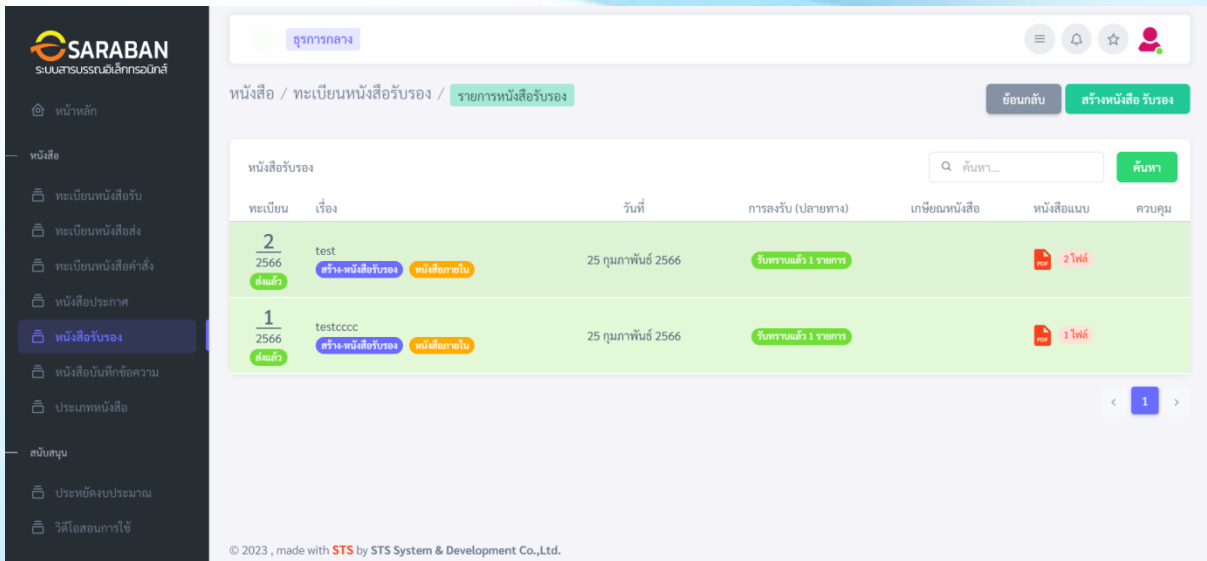 SARABAN
ระบบสารบรรณอิเล็กทรอนิกส์
หน้าหลัก
หนังสือ
ทะเบียนหนังสือรับ
ทะเบียนหนังสือส่ง
ทะเบียนหนังสือคำสั่ง
หนังสือประกาศ
หนังสือรับรอง
หนังสือบันทึกข้อความ
ประเภทหนังสือ
สนับสนุน
ประหยัดงบประมาณ
วิดีโอสอนการใช้
ธุรการกลาง
หนังสือ / ทะเบียนหนังสือรับรอง / รายการหนังสือรับรอง
ย้อนกลับ สร้างหนังสือ รับรอง
หนังสือรับรอง ค้นหา... ค้นหา
ทะเบียน เรื่อง วันที่ การลงรับ (ปลายทาง) เกษียณหนังสือ หนังสือแนบ ควบคุม
2
2566
ส่งแล้ว
test
สร้าง-หนังสือรับรอง หนังสือภายใน
25 กุมภาพันธ์ 2566
รับทราบแล้ว 1 รายการ
PDF 2 ไฟล์
1
2566
ส่งแล้ว
testcccc
สร้าง-หนังสือรับรอง หนังสือภายใน
25 กุมภาพันธ์ 2566
รับทราบแล้ว 1 รายการ
PDF 1 ไฟล์
‹ 1 ›
© 2023 , made with STS by STS System & Development Co.,Ltd.